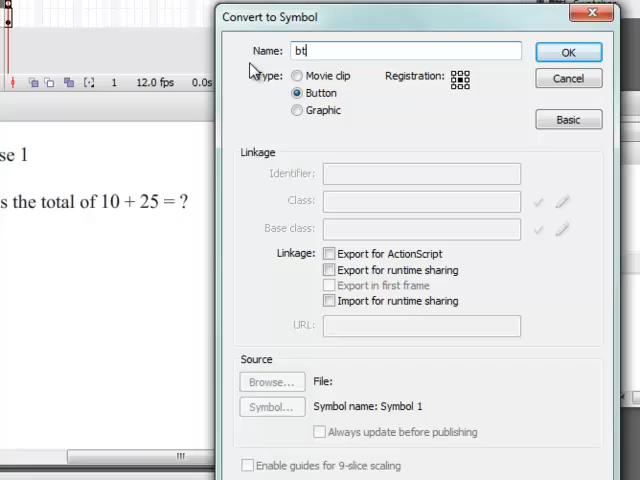 Convert to Symbol
Name: bt OK
Type: Movie clip Registration: Cancel
Button
Graphic Basic
1 12.0 fps 0.0s
se 1
s the total of 10 + 25 = ?
Linkage
Identifier:
Class:
Base class:
Linkage: Export for ActionScript
Export for runtime sharing
Export in first frame
Import for runtime sharing
URL:
Source
Browse... File:
Symbol... Symbol name: Symbol 1
Always update before publishing
Enable guides for 9-slice scaling